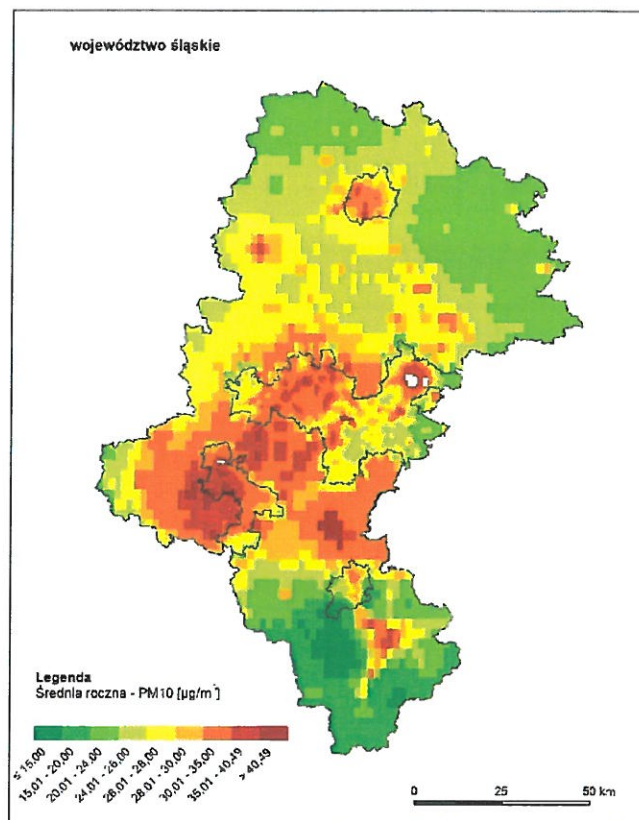 województwo śląskie
Legenda
Średnia roczna - PM10 [µg/m³]
≤ 15,00
15,01 - 20,00
20,01 - 24,00
24,01 - 26,00
26,01 - 28,00
28,01 - 30,00
30,01 - 35,00
35,01 - 40,49
> 40,49
0 25 50 km